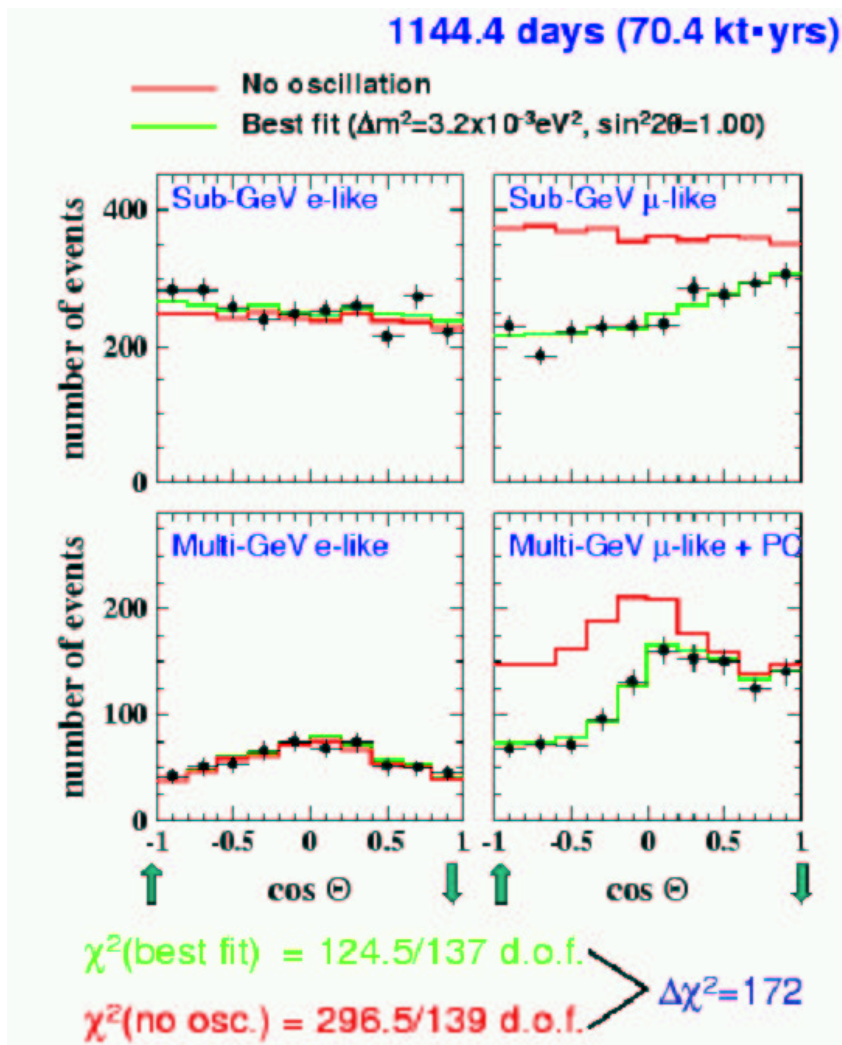 1144.4 days (70.4 kt·yrs)
No oscillation
Best fit (Δm²=3.2x10⁻³eV², sin²2θ=1.00)
number of events
400
200
0
Sub-GeV e-like
Sub-GeV μ-like
number of events
200
100
0
Multi-GeV e-like
Multi-GeV μ-like + PC
-1 -0.5 0 0.5 1
-1 -0.5 0 0.5 1
cos Θ
cos Θ
χ²(best fit) = 124.5/137 d.o.f.
χ²(no osc.) = 296.5/139 d.o.f.
Δχ²=172